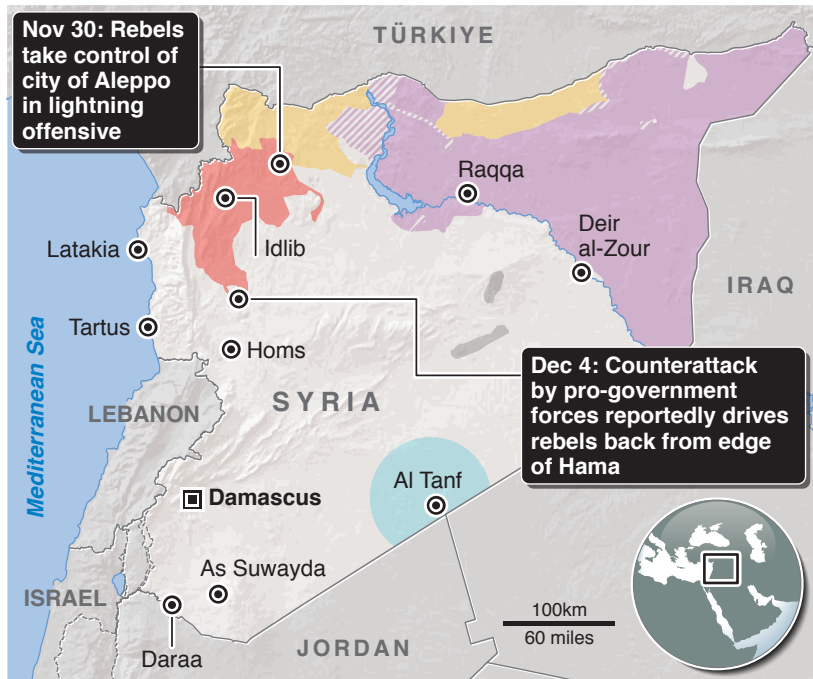 Nov 30: Rebels
take control of
city of Aleppo
in lightning
offensive
TÜRKIYE
Raqqa
Deir
al-Zour
Latakia
Idlib
IRAQ
Tartus
Homs
Mediterranean Sea
Dec 4: Counterattack
by pro-government
forces reportedly drives
rebels back from edge
of Hama
SYRIA
LEBANON
Al Tanf
Damascus
As Suwayda
ISRAEL
100km
60 miles
JORDAN
Daraa